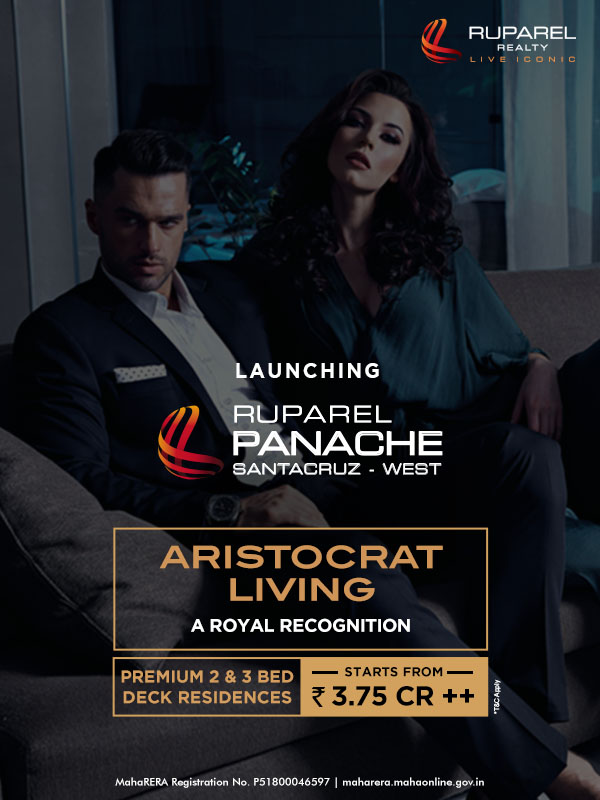 RUPAREL
REALTY
LIVE ICONIC
LAUNCHING
RUPAREL
PANACHE
SANTACRUZ - WEST
ARISTOCRAT
LIVING
A ROYAL RECOGNITION
PREMIUM 2 & 3 BED
DECK RESIDENCES
STARTS FROM
₹ 3.75 CR ++
*T&C Apply
MahaRERA Registration No. P51800046597 | maharera.mahaonline.gov.in